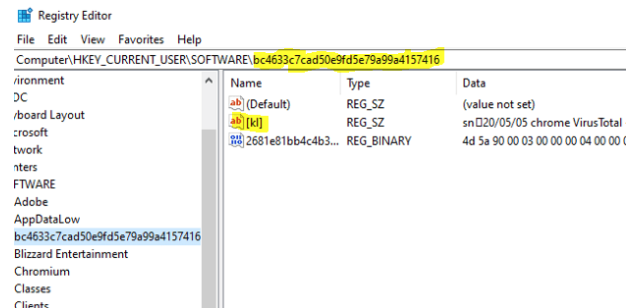 Registry Editor
File Edit View Favorites Help
Computer\HKEY_CURRENT_USER\SOFTWARE\bc4633c7cad50e9fd5e79a99a4157416
vironment
DC
yboard Layout
crosoft
twork
nters
FTWARE
Adobe
AppDataLow
bc4633c7cad50e9fd5e79a99a4157416
Blizzard Entertainment
Chromium
Classes
Clients
Name Type Data
(Default) REG_SZ (value not set)
[kl] REG_SZ sn□20/05/05 chrome VirusTotal
2681e81bb4c4b3... REG_BINARY 4d 5a 90 00 03 00 00 00 04 00 00 0